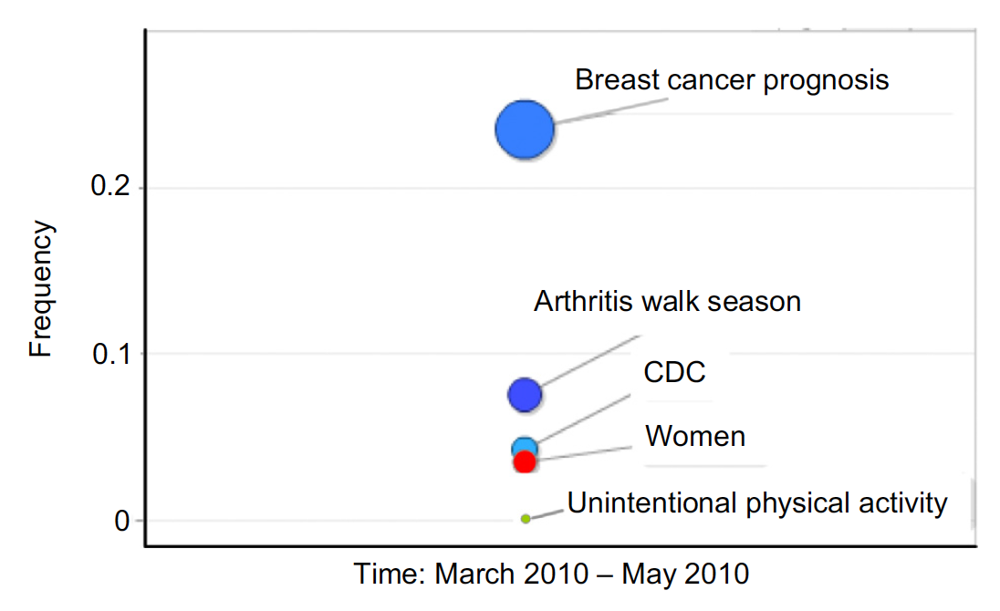 Breast cancer prognosis
0.2
Frequency
Arthritis walk season
0.1
CDC
Women
Unintentional physical activity
0
Time: March 2010 – May 2010